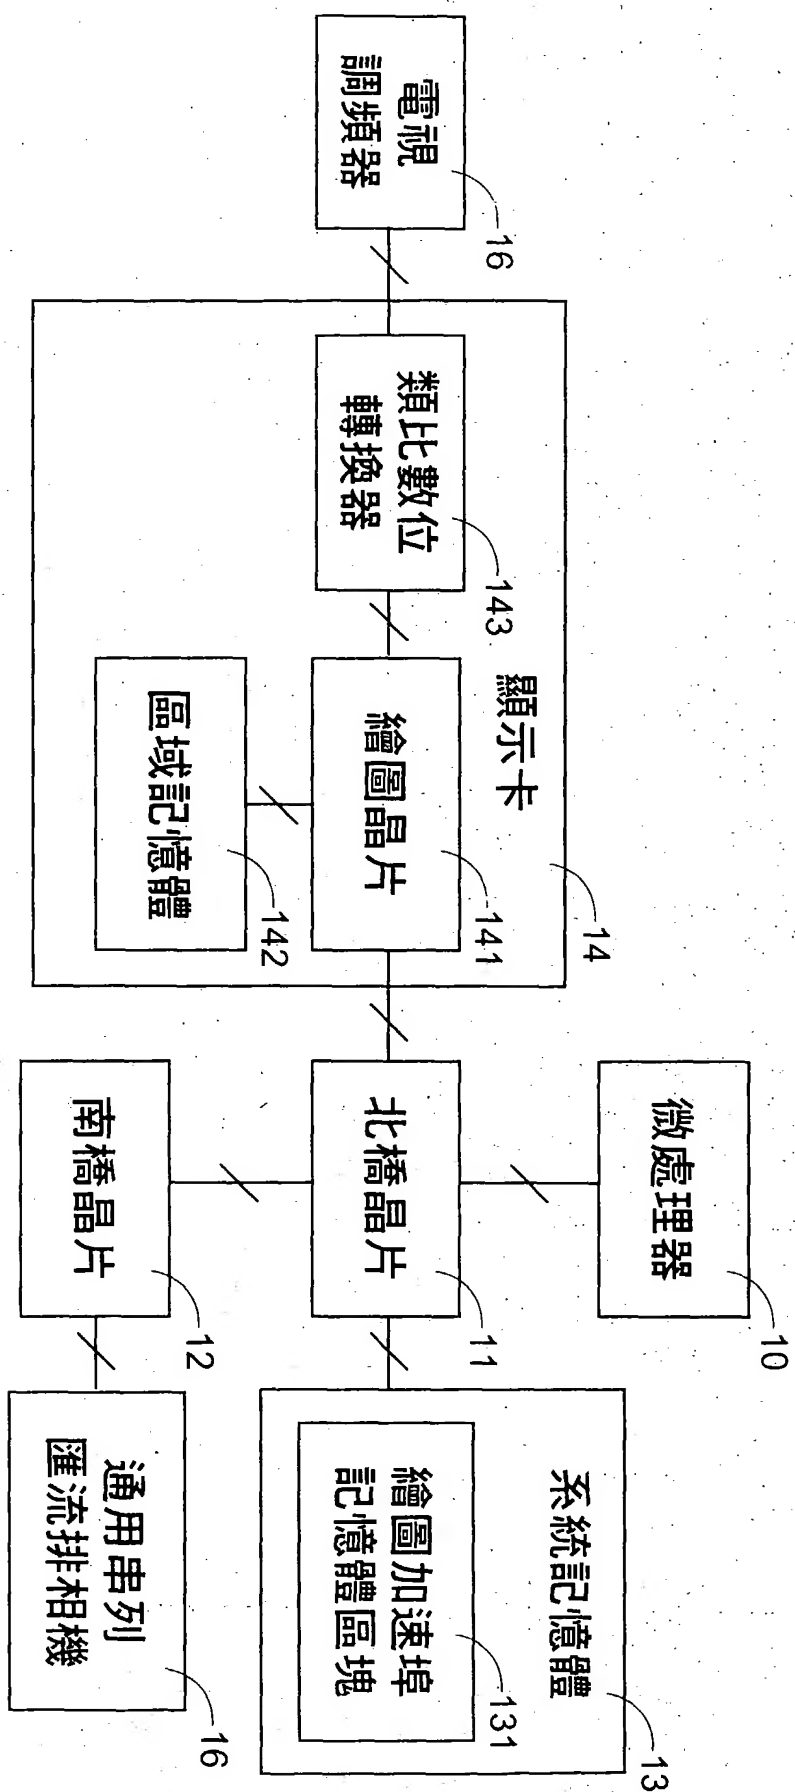 電視
調頻器
16
類比數位
轉換器
143
顯示卡
14
繪圖晶片
141
區域記憶體
142
微處理器
10
北橋晶片
11
南橋晶片
12
系統記憶體
13
繪圖加速埠
記憶體區塊
131
通用串列
匯流排相機
16